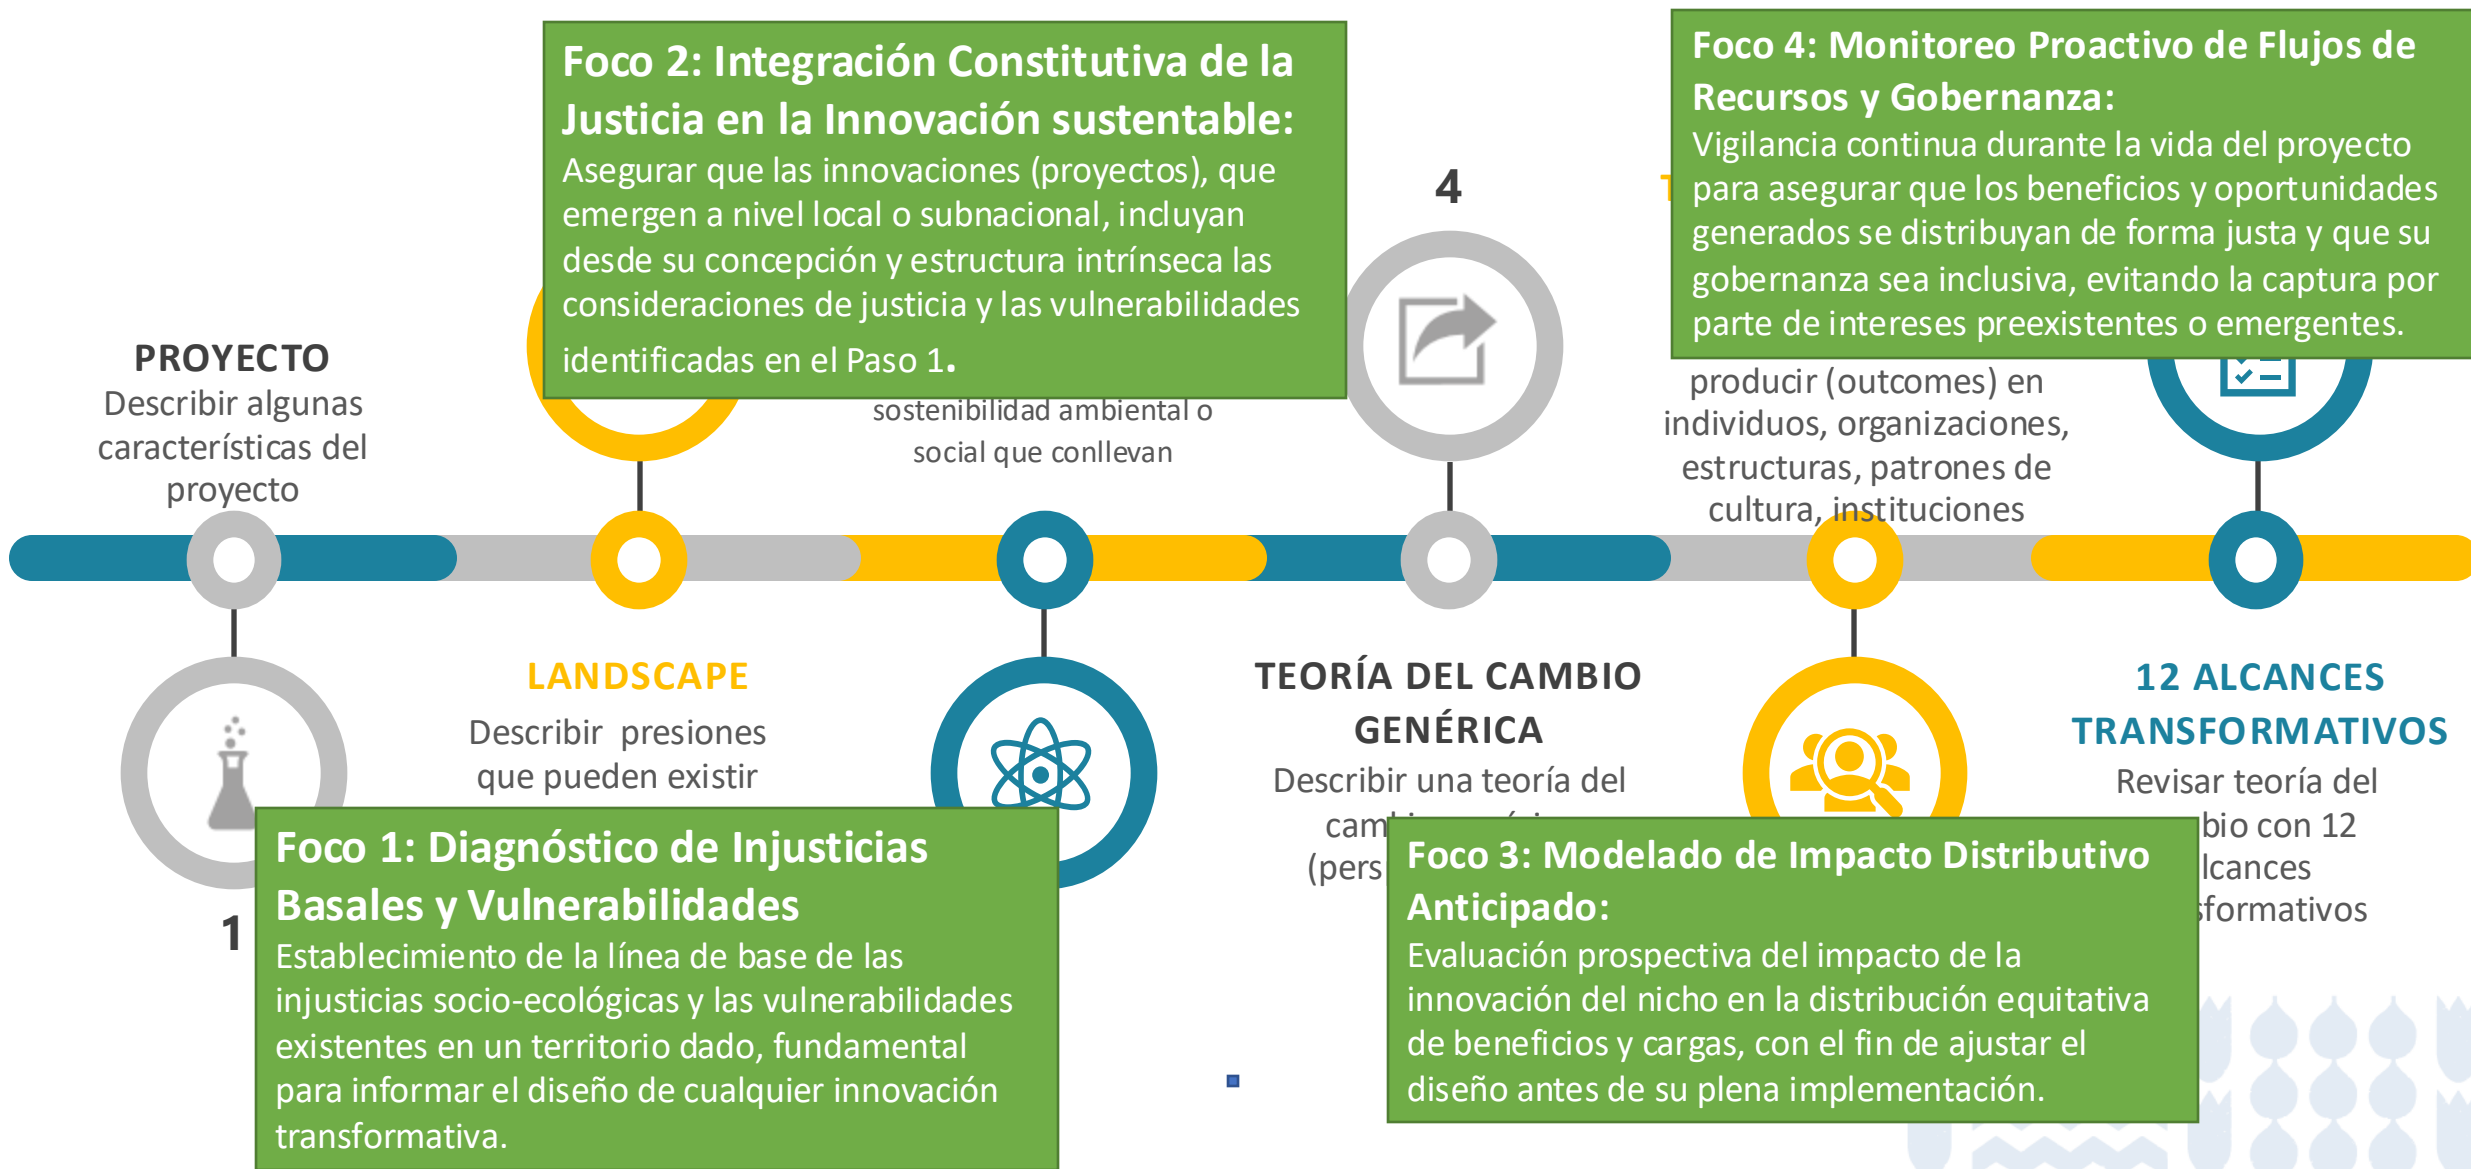 Foco 2: Integración Constitutiva de la
Justicia en la Innovación sustentable:
Asegurar que las innovaciones (proyectos), que
emergen a nivel local o subnacional, incluyan
desde su concepción y estructura intrínseca las
consideraciones de justicia y las vulnerabilidades
identificadas en el Paso 1.
Foco 4: Monitoreo Proactivo de Flujos de
Recursos y Gobernanza:
Vigilancia continua durante la vida del proyecto
para asegurar que los beneficios y oportunidades
generados se distribuyan de forma justa y que su
gobernanza sea inclusiva, evitando la captura por
parte de intereses preexistentes o emergentes.
4
PROYECTO
Describir algunas
características del
proyecto
sostenibilidad ambiental o
social que conllevan
producir (outcomes) en
individuos, organizaciones,
estructuras, patrones de
cultura, instituciones
LANDSCAPE
Describir presiones
que pueden existir
TEORÍA DEL CAMBIO
GENÉRICA
Describir una teoría del
12 ALCANCES
TRANSFORMATIVOS
Revisar teoría del
con 12
1
Foco 1: Diagnóstico de Injusticias
Basales y Vulnerabilidades
Establecimiento de la línea de base de las
injusticias socio-ecológicas y las vulnerabilidades
existentes en un territorio dado, fundamental
para informar el diseño de cualquier innovación
transformativa.
Foco 3: Modelado de Impacto Distributivo
Anticipado:
Evaluación prospectiva del impacto de la
innovación del nicho en la distribución equitativa
de beneficios y cargas, con el fin de ajustar el
diseño antes de su plena implementación.